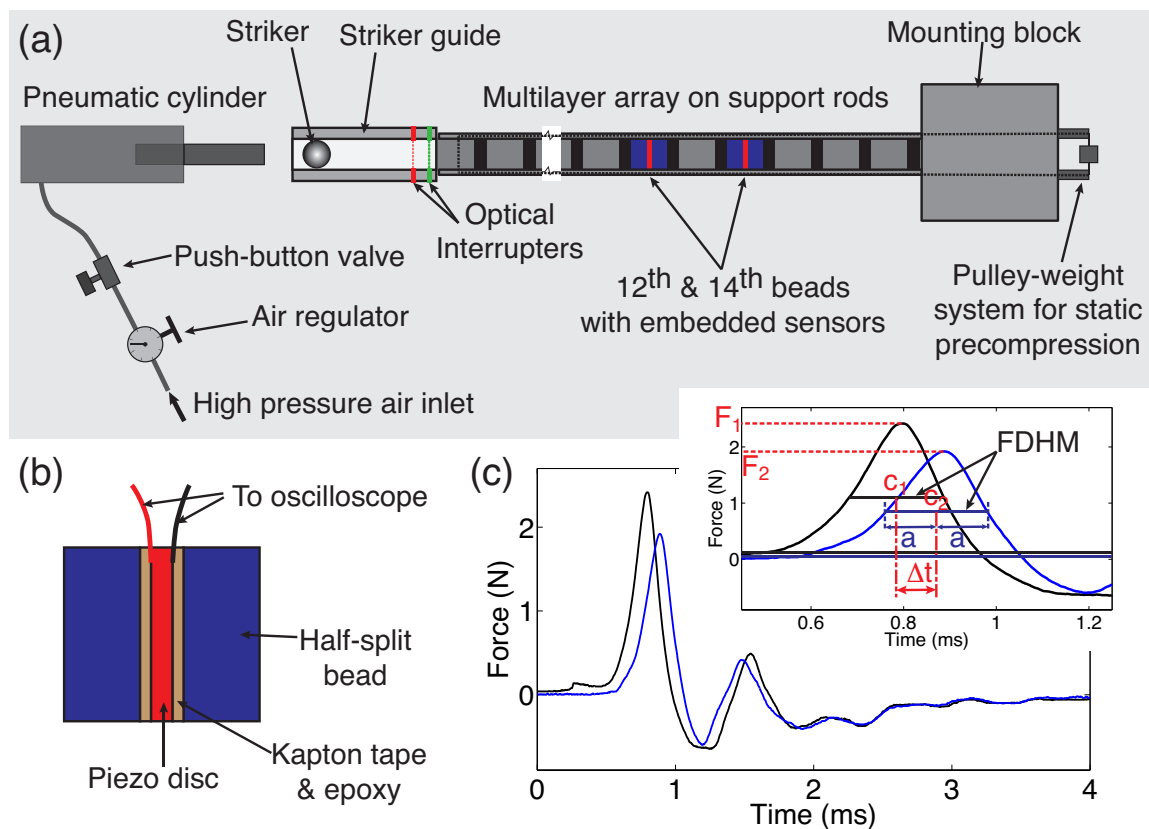 (a)
Striker
Striker guide
Mounting block
Pneumatic cylinder
Multilayer array on support rods
Optical
Interrupters
Push-button valve
12th & 14th beads
with embedded sensors
Pulley-weight
system for static
precompression
Air regulator
High pressure air inlet
(b)
To oscilloscope
Half-split
bead
Kapton tape
& epoxy
Piezo disc
(c)
Force (N)
2
1
0
0 1 2 3 4
Time (ms)
F1
F2
FDHM
c1
c2
a a
Δt
Force (N)
2
1
0
0.6 0.8 1 1.2
Time (ms)